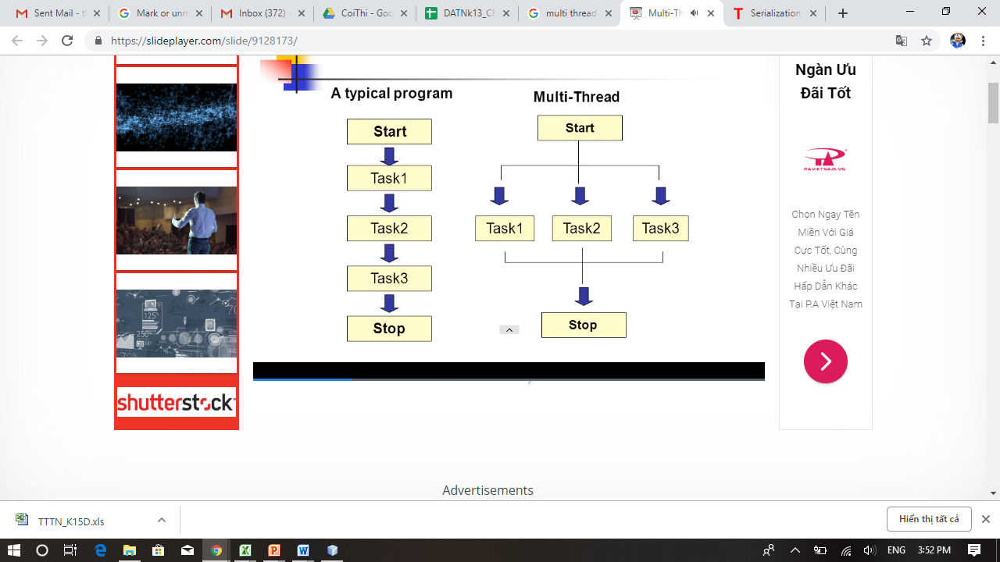 Sent Mail - t
Mark or unm
Inbox (372) -
CoiThi - Goo
DATNk13_Ch
multi thread
Multi-Th
Serialization
https://slideplayer.com/slide/9128173/
A typical program
Start
Task1
Task2
Task3
Stop
Multi-Thread
Start
Task1
Task2
Task3
Stop
125%
shutterstock
Ngàn Ưu
Đãi Tốt
PAVIETNAM.VN
Chọn Ngay Tên
Miền Với Giá
Cực Tốt, Cùng
Nhiều Ưu Đãi
Hấp Dẫn Khác
Tại P.A Việt Nam
Advertisements
TTTN_K15D.xls
Hiển thị tất cả
ENG
3:52 PM